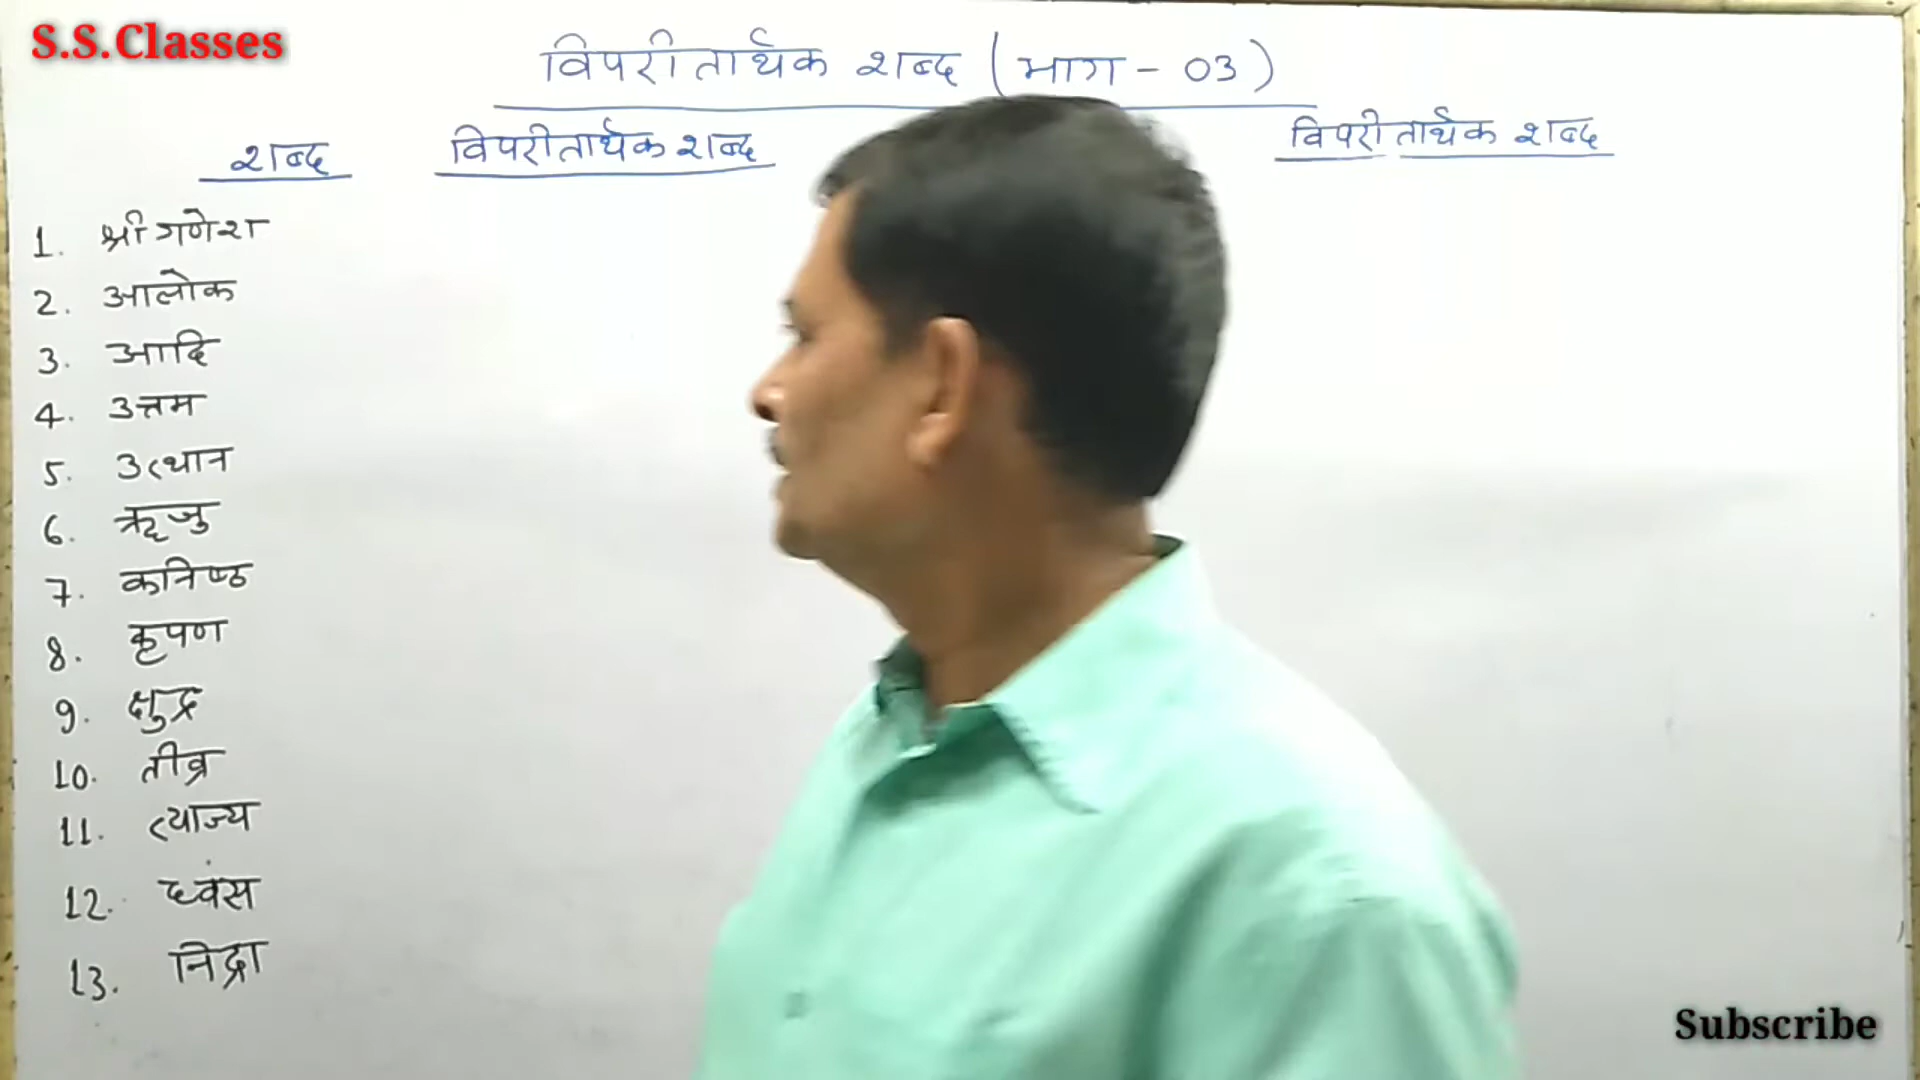 S.S.Classes
विपरीतार्थक शब्द (भाग - 03)
शब्द विपरीतार्थक शब्द विपरीतार्थक शब्द
1. श्रीगणेश
2. आलोक
3. आदि
4. उत्तम
5. उत्थान
6. ऋजु
7. कनिष्ठ
8. कृपण
9. क्षुद्र
10. तीव्र
11. त्याज्य
12. ध्वंस
13. निद्रा
Subscribe